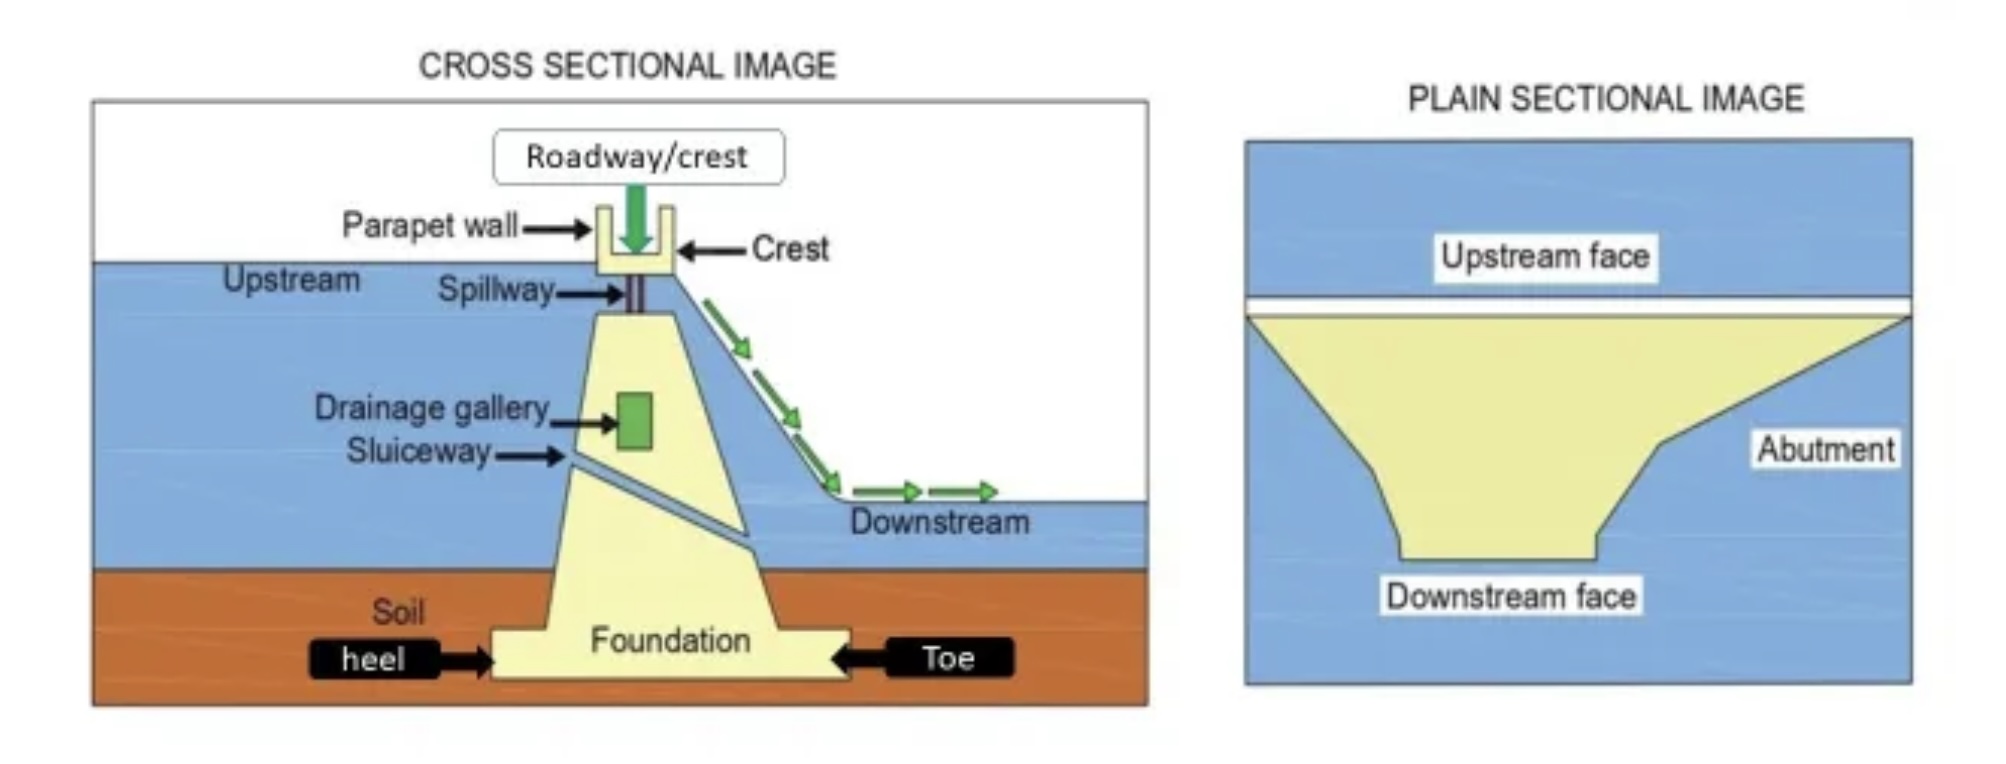 CROSS SECTIONAL IMAGE
Roadway/crest
Parapet wall
Crest
Upstream
Spillway
Drainage gallery
Sluiceway
Downstream
Soil
heel
Foundation
Toe
PLAIN SECTIONAL IMAGE
Upstream face
Abutment
Downstream face